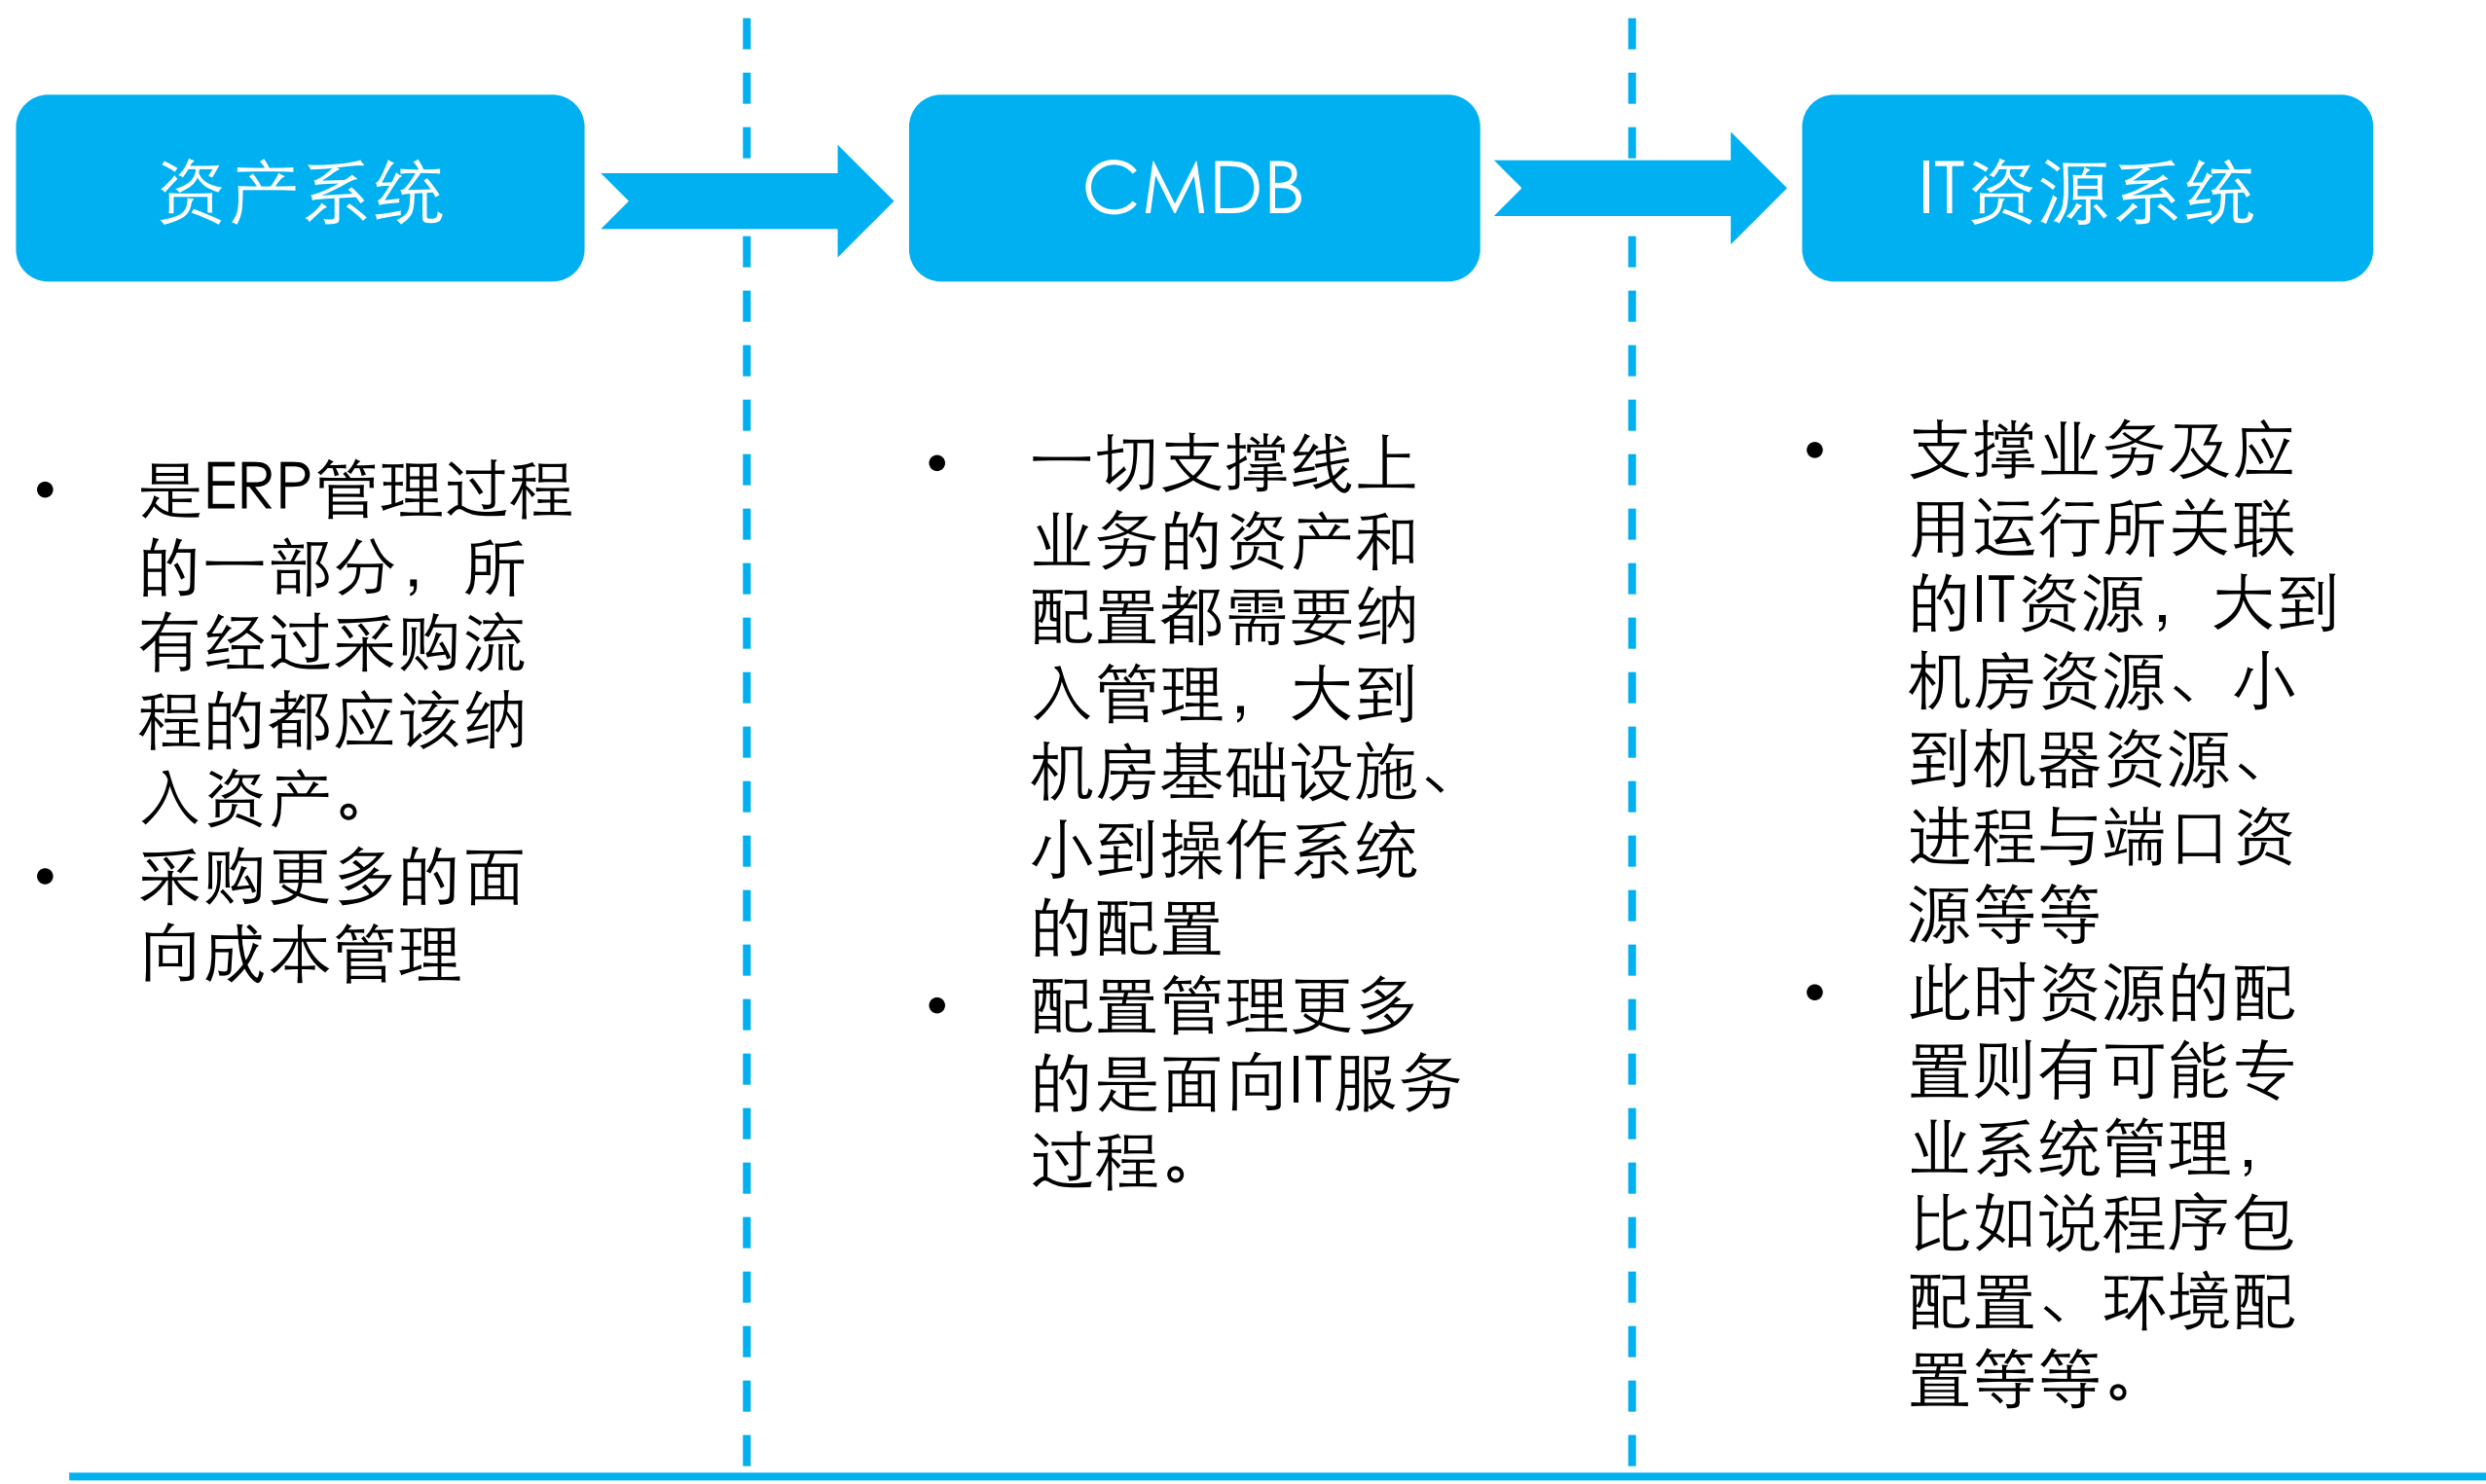 资产系统
CMDB
IT资源系统
• 是ERP管理过程
的一部分，所
有经过采购流
程的都应该纳
入资产。
• 采购更多的面
向成本管理
• 一切支撑线上
业务的资产和
配置都需要纳
入管理，大到
机房基础设施、
小到操作系统
的配置
• 配置管理更多
的是面向IT服务
过程。
• 支撑业务及应
用运行所关联
的IT资源，大到
机房资源、小
到机器资源、
进程与端口资
源等等
• 此时资源的配
置则有可能专
业系统管理，
比如说程序包
配置、环境配
置等等。